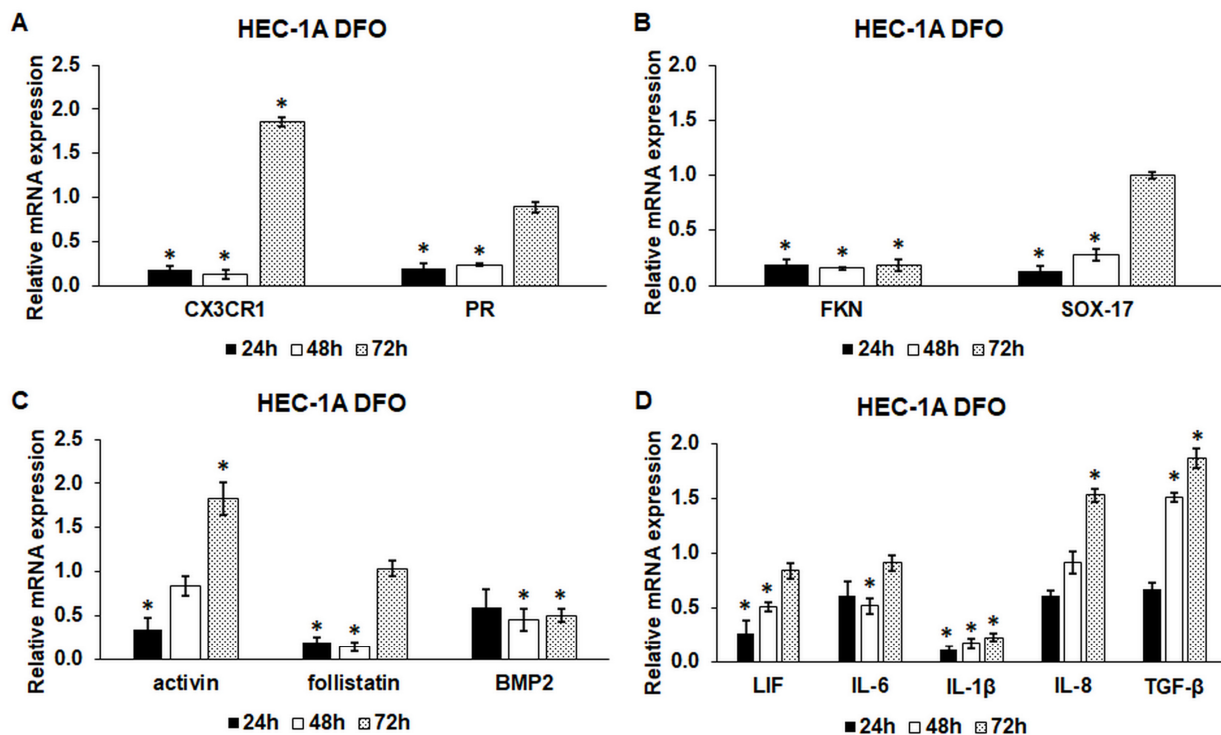 A
HEC-1A DFO
Relative mRNA expression
2.5
2.0
1.5
1.0
0.5
0.0
* * *
* *
CX3CR1 PR
24h 48h 72h
B
HEC-1A DFO
Relative mRNA expression
2.0
1.5
1.0
0.5
0.0
* * *
* *
FKN SOX-17
24h 48h 72h
C
HEC-1A DFO
Relative mRNA expression
2.5
2.0
1.5
1.0
0.5
0.0
* *
* *
* *
activin follistatin BMP2
24h 48h 72h
D
HEC-1A DFO
Relative mRNA expression
2.0
1.5
1.0
0.5
0.0
* *
*
* * *
*
* *
LIF IL-6 IL-1β IL-8 TGF-β
24h 48h 72h